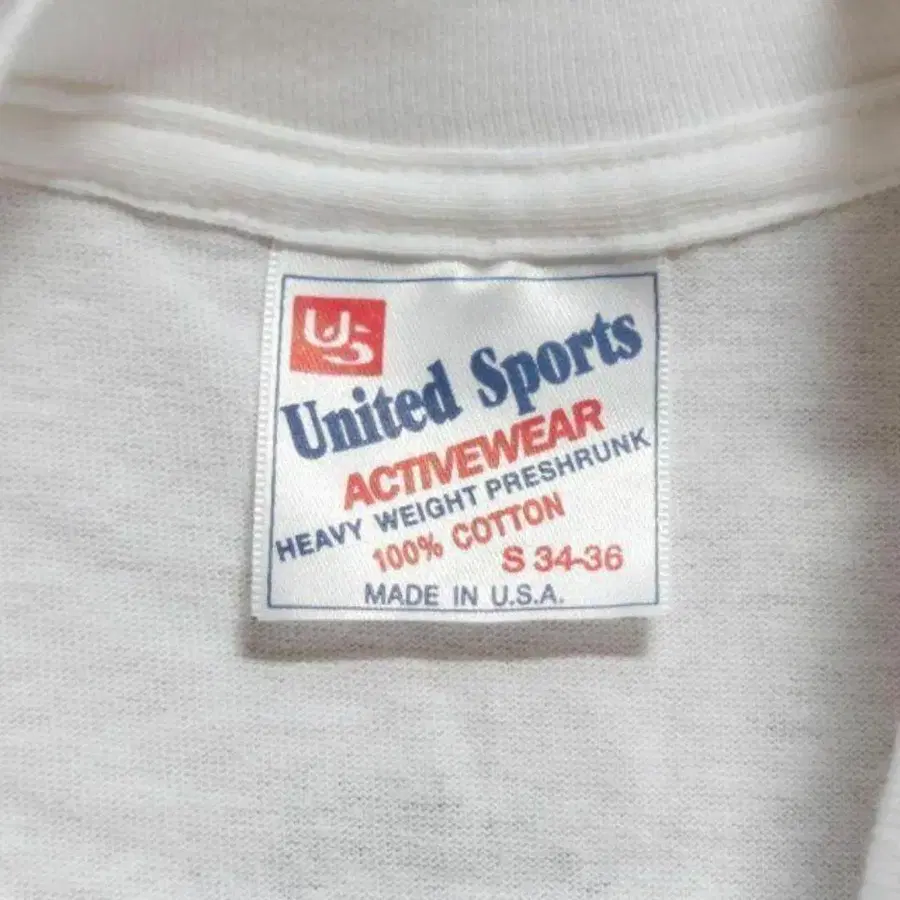 US
United Sports
ACTIVEWEAR
HEAVY WEIGHT PRESHRUNK
100% COTTON
S 34-36
MADE IN U.S.A.